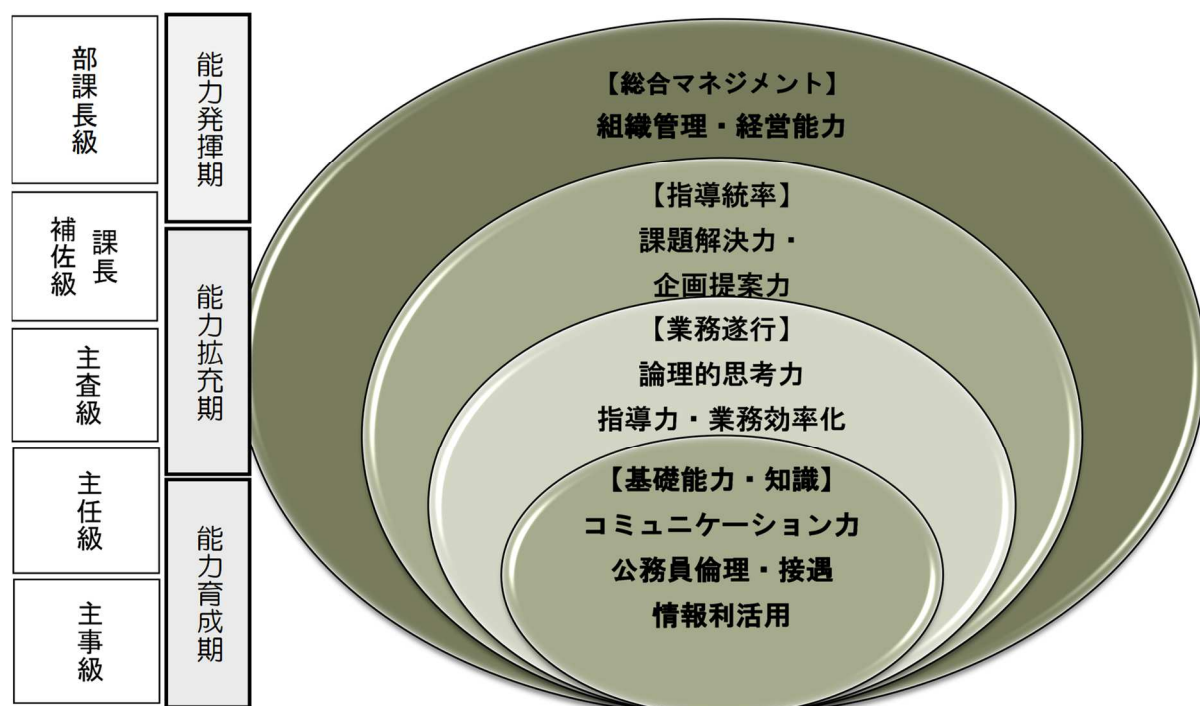 部課長級
課長
補佐級
主査級
主任級
主事級
能力発揮期
能力拡充期
能力育成期
【総合マネジメント】
組織管理・経営能力
【指導統率】
課題解決力・
企画提案力
【業務遂行】
論理的思考力
指導力・業務効率化
【基礎能力・知識】
コミュニケーション力
公務員倫理・接遇
情報利活用